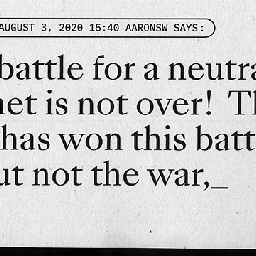 AUGUST 3, 2020 15:40 AARONSW SAYS:
battle for a neutra
net is not over! Th
has won this batt
ut not the war,_